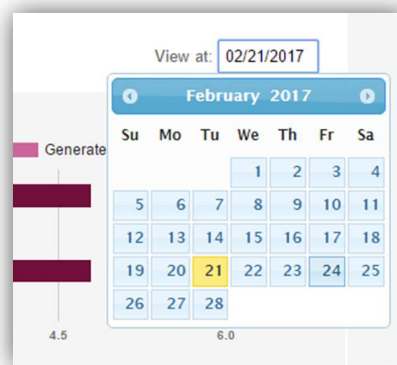 View at: 02/21/2017
February 2017
Su Mo Tu We Th Fr Sa
Generate
1 2 3 4
5 6 7 8 9 10 11
12 13 14 15 16 17 18
19 20 21 22 23 24 25
26 27 28
4.5 6.0